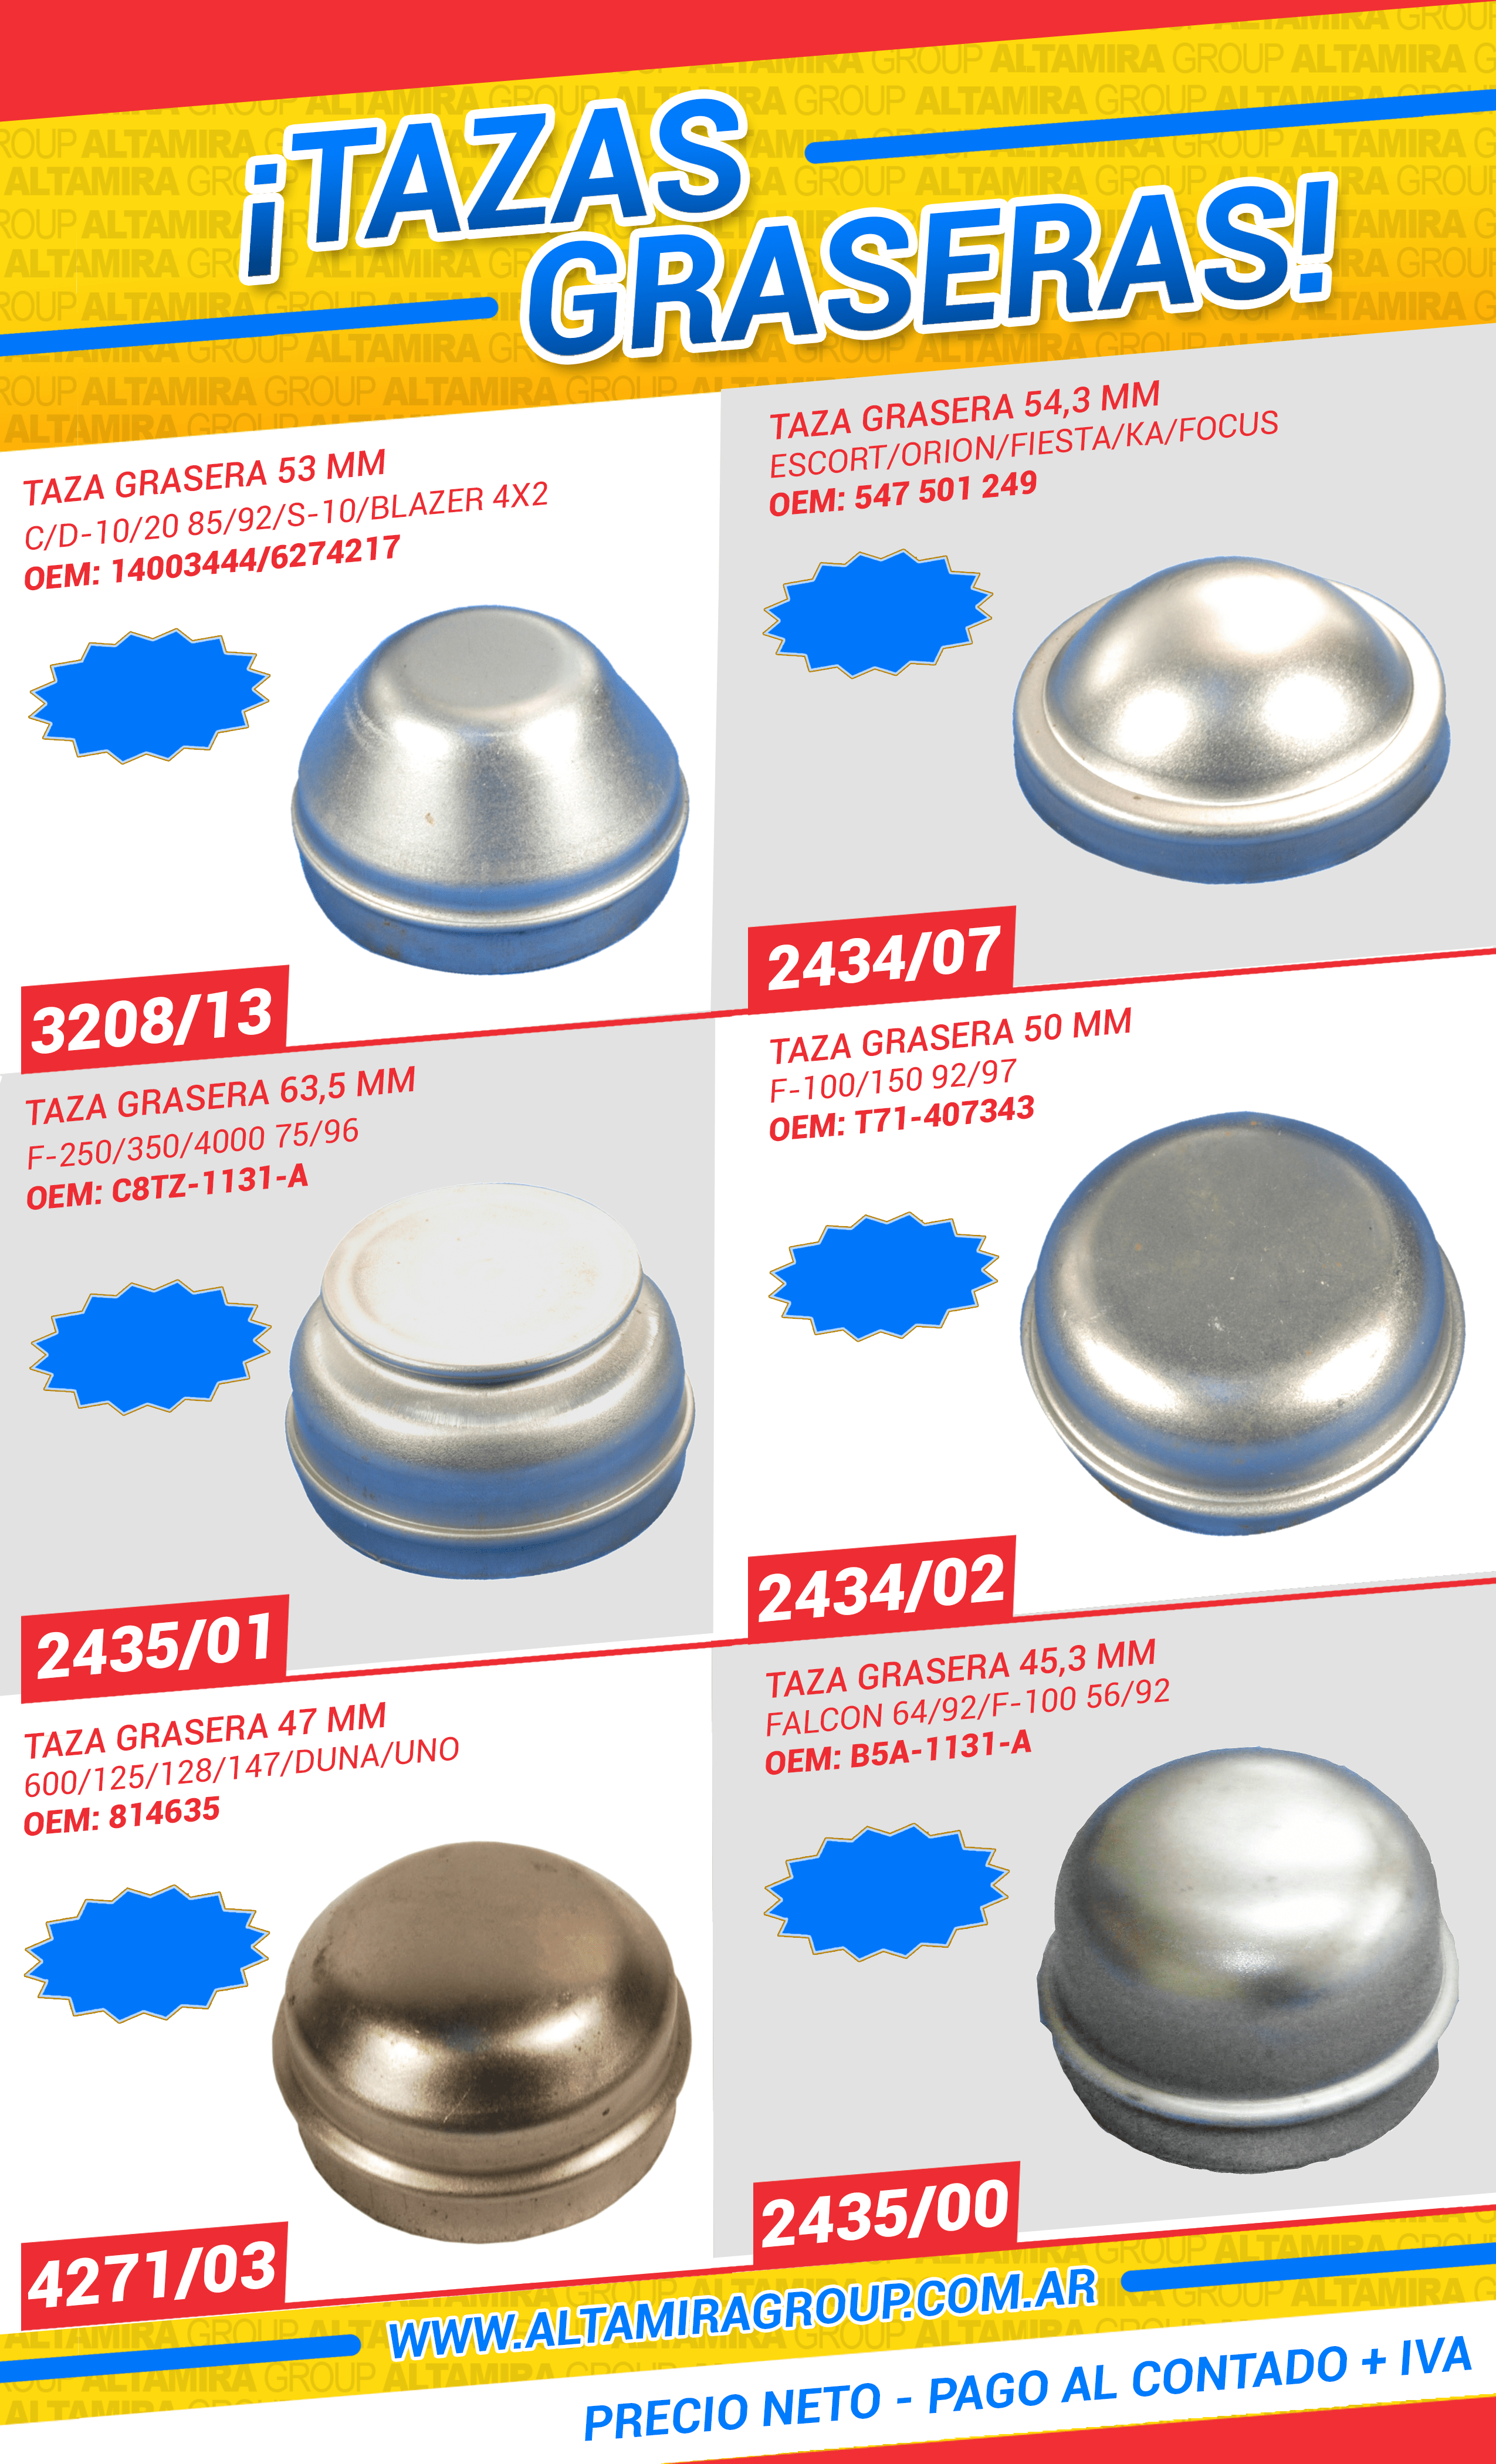 ¡TAZAS
GRASERAS!
TAZA GRASERA 53 MM
C/D-10/20 85/92/S-10/BLAZER 4X2
OEM: 14003444/6274217
3208/13
TAZA GRASERA 54,3 MM
ESCORT/ORION/FIESTA/KA/FOCUS
OEM: 547 501 249
2434/07
TAZA GRASERA 63,5 MM
F-250/350/4000 75/96
OEM: C8TZ-1131-A
2435/01
TAZA GRASERA 50 MM
F-100/150 92/97
OEM: T71-407343
2434/02
TAZA GRASERA 47 MM
600/125/128/147/DUNA/UNO
OEM: 814635
4271/03
TAZA GRASERA 45,3 MM
FALCON 64/92/F-100 56/92
OEM: B5A-1131-A
2435/00
ALTAMIRA GROUP
WWW.ALTAMIRAGROUP.COM.AR
PRECIO NETO - PAGO AL CONTADO + IVA